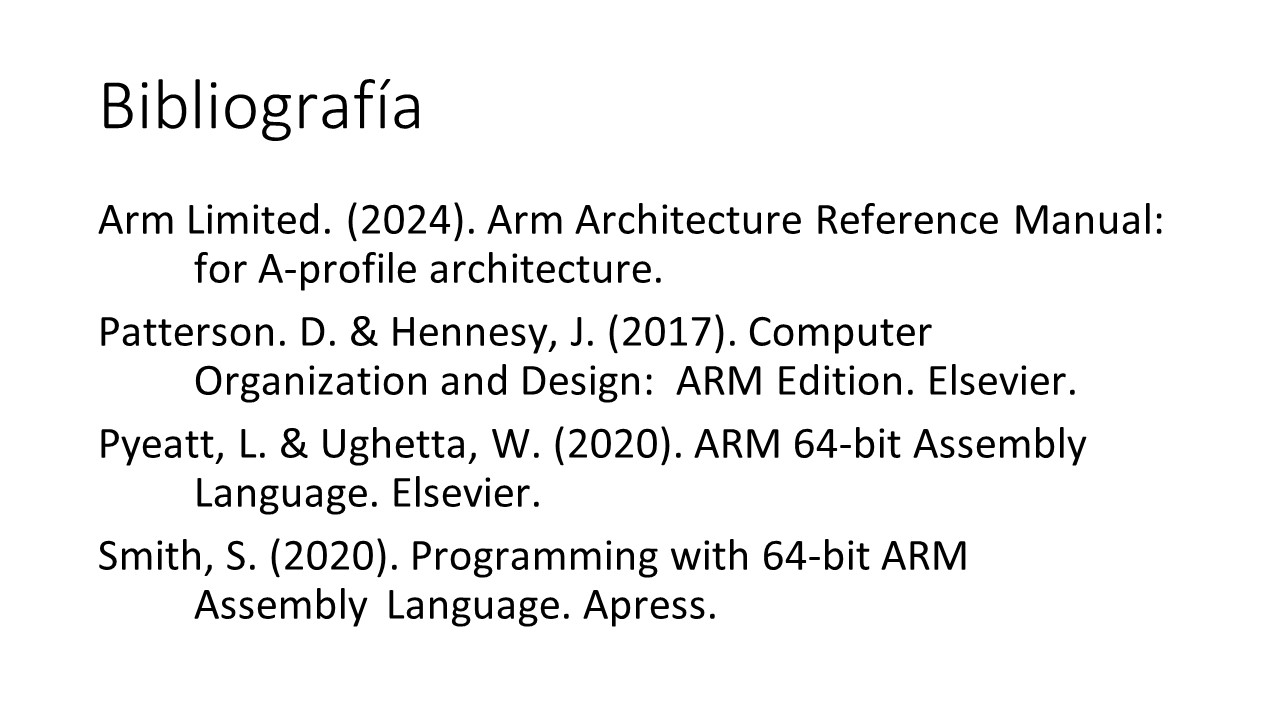 Bibliografía
Arm Limited. (2024). Arm Architecture Reference Manual:
for A-profile architecture.
Patterson. D. & Hennesy, J. (2017). Computer
Organization and Design:  ARM Edition. Elsevier.
Pyeatt, L. & Ughetta, W. (2020). ARM 64-bit Assembly
Language. Elsevier.
Smith, S. (2020). Programming with 64-bit ARM
Assembly  Language. Apress.